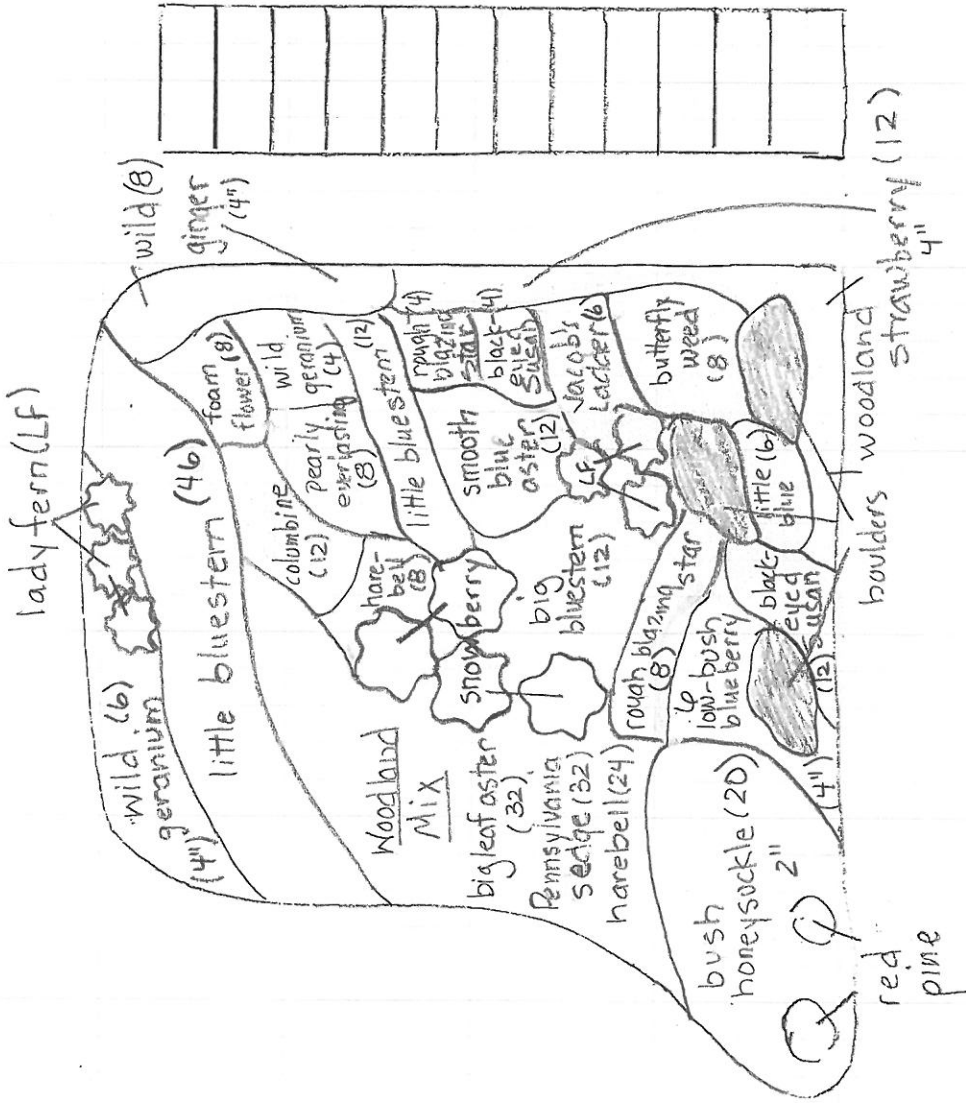 lady fern (LF)
wild (6)
geranium
(4")
little bluestem (46)
foam (8)
flower
wild (8)
ginger
(4")
columbine
(12)
pearly
everlasting
(8)
wild
geranium
(4)
hare-
bell
(8)
little bluestem (12)
rough (4)
blazing
star
black- (4)
eyed
susan
smooth
blue
aster
(12)
Jacob's
Ladder (6)
LF
Woodland
Mix
snowberry
big
bluestem
(12)
butterfly
weed
(8)
bigleaf aster
(32)
Pennsylvania
sedge (32)
harebell (24)
rough blazing star
(8)
low-bush
blueberry
little (6)
blue
black-
eyed
susan
(12)
(4")
bush
honeysuckle (20)
2"
red
pine
boulders
woodland
strawberry (12)
4"